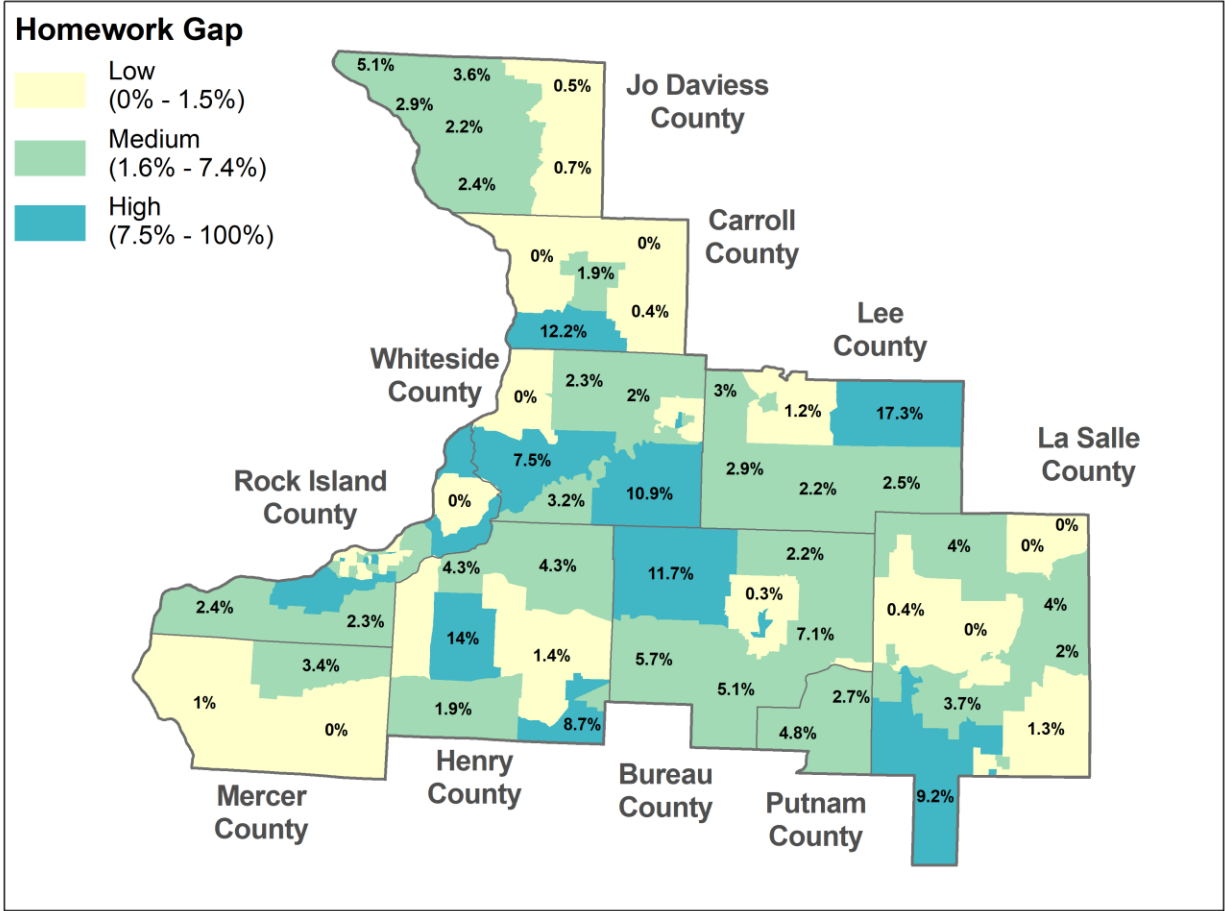 Homework Gap
Low
(0% - 1.5%)
Medium
(1.6% - 7.4%)
High
(7.5% - 100%)
5.1%
3.6%
0.5%
2.9%
2.2%
0.7%
2.4%
Jo Daviess
County
0%
0%
1.9%
0.4%
12.2%
Carroll
County
Whiteside
County
0%
2.3%
2%
7.5%
3.2%
10.9%
Lee
County
3%
1.2%
17.3%
2.9%
2.2%
2.5%
La Salle
County
0%
0%
4%
0.4%
0%
4%
2%
3.7%
1.3%
9.2%
Rock Island
County
0%
2.4%
2.3%
3.4%
1%
0%
Mercer
County
4.3%
4.3%
14%
1.4%
1.9%
8.7%
Henry
County
11.7%
2.2%
0.3%
7.1%
5.7%
5.1%
Bureau
County
2.7%
4.8%
Putnam
County